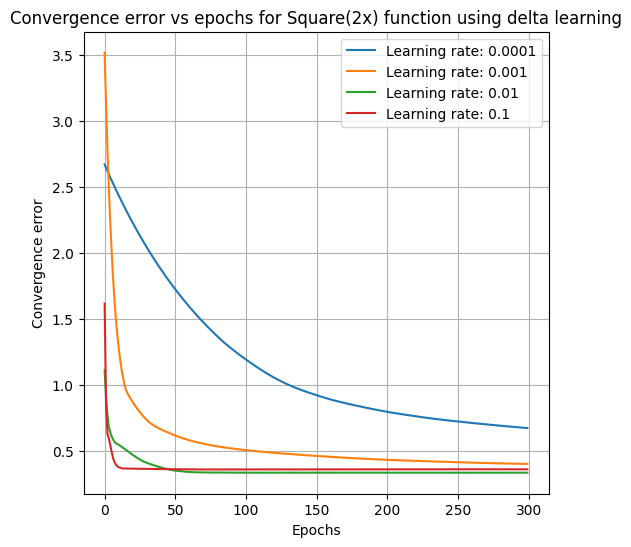 Convergence error vs epochs for Square(2x) function using delta learning
Learning rate: 0.0001
Learning rate: 0.001
Learning rate: 0.01
Learning rate: 0.1
Convergence error
3.5
3.0
2.5
2.0
1.5
1.0
0.5
0 50 100 150 200 250 300
Epochs